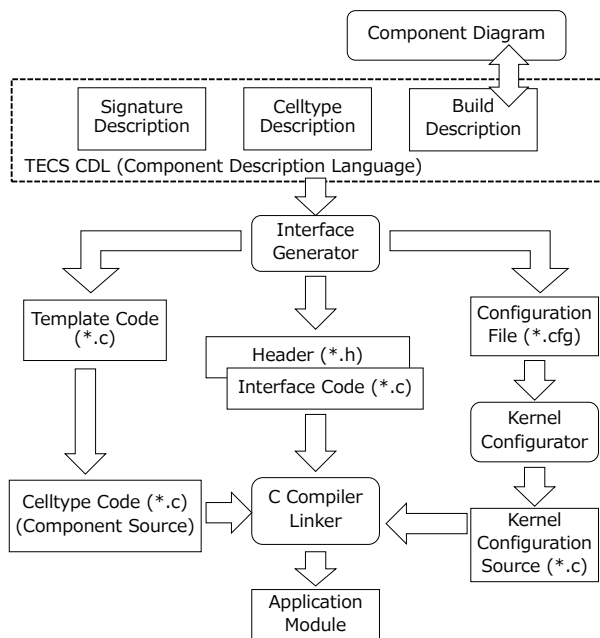 Component Diagram
Signature
Description
Celltype
Description
Build
Description
TECS CDL (Component Description Language)
Interface
Generator
Template Code
(*.c)
Header (*.h)
Interface Code (*.c)
Configuration
File (*.cfg)
Kernel
Configurator
Celltype Code (*.c)
(Component Source)
C Compiler
Linker
Kernel
Configuration
Source (*.c)
Application
Module